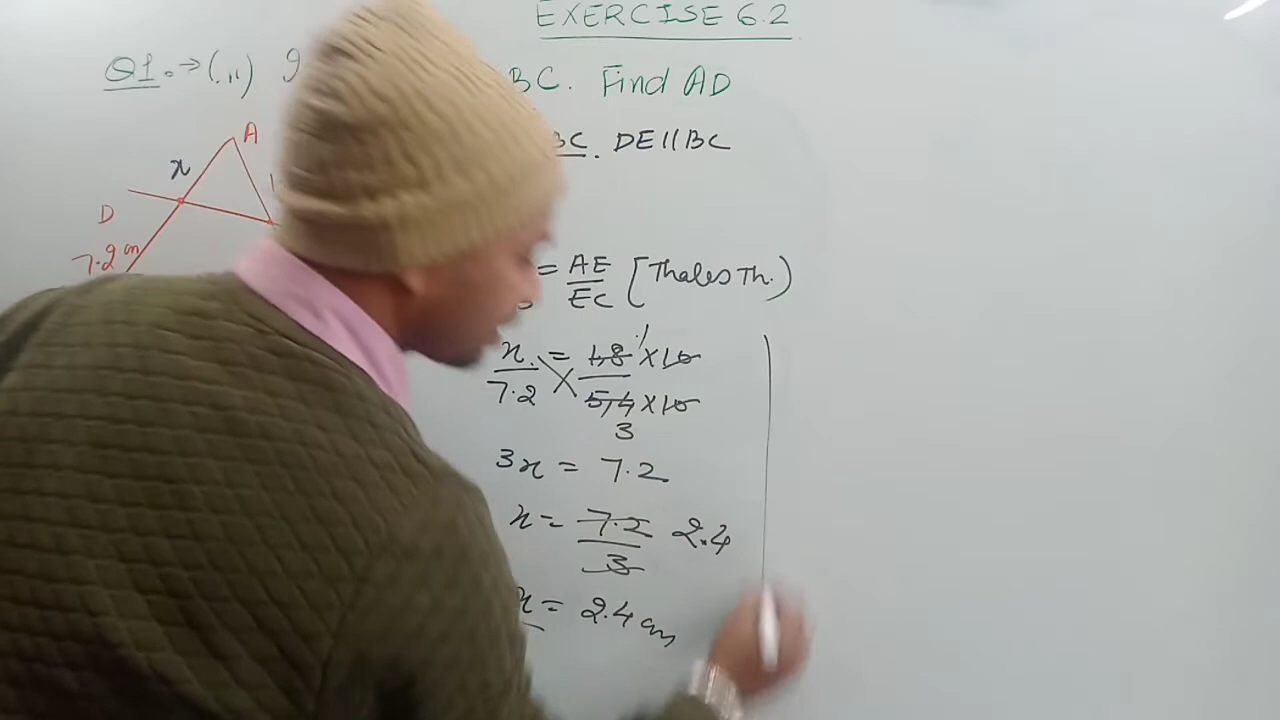 EXERCISE 6.2
Q1.→(ii)
BC. Find AD
BC. DE//BC
A
x
D
7.2 cm
= AE/EC [Thales Th.)
x/7.2 = 1.8 1 × 10 / 5.4 × 10
3
3x = 7.2
x = 7.2/3 2.4
x = 2.4 cm